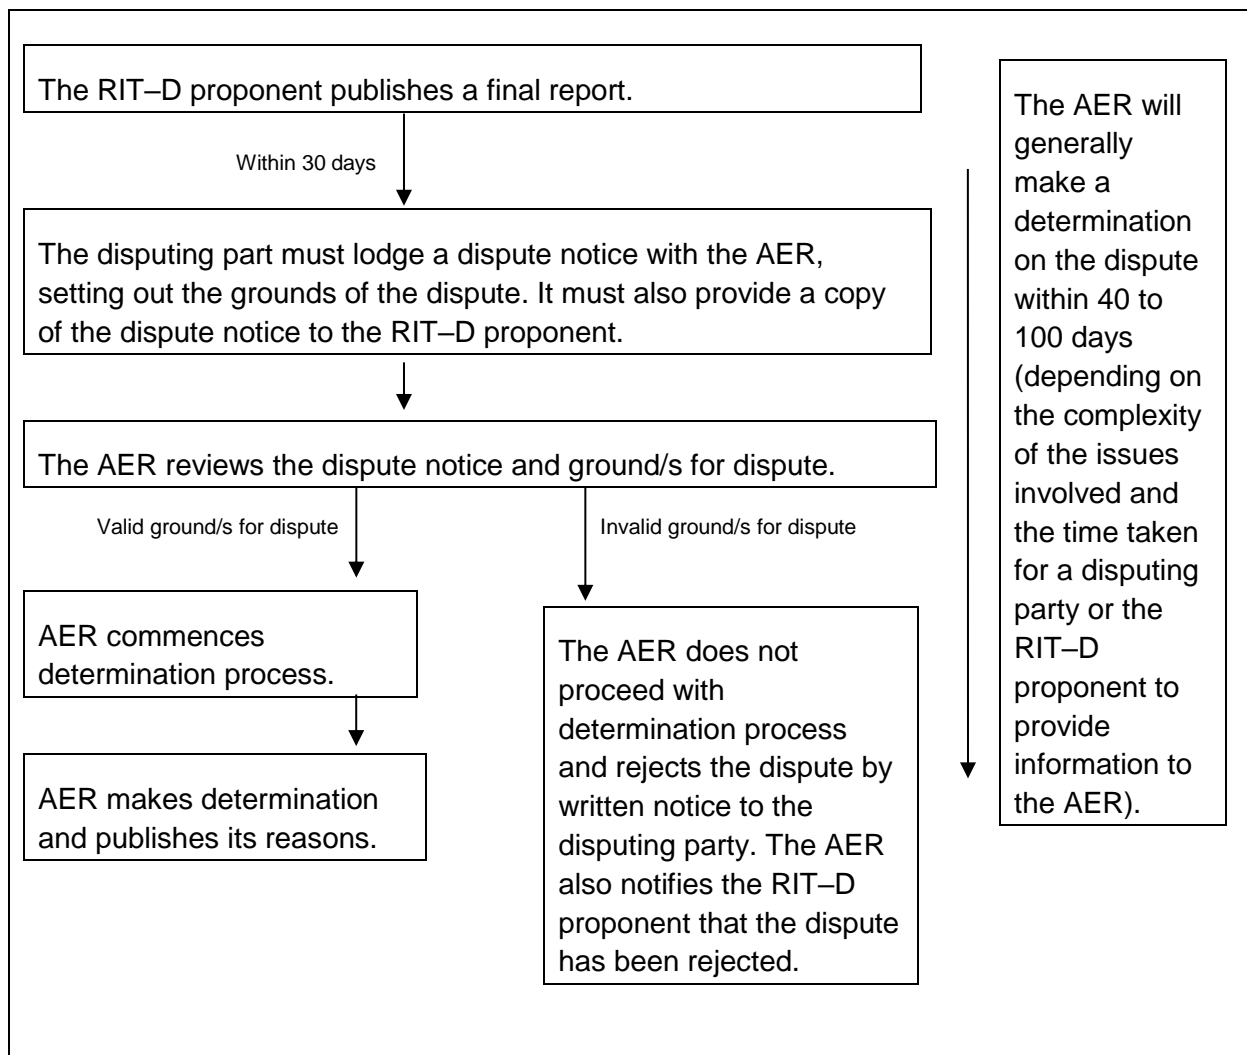 The RIT–D proponent publishes a final report.
Within 30 days
The disputing part must lodge a dispute notice with the AER,
setting out the grounds of the dispute. It must also provide a copy
of the dispute notice to the RIT–D proponent.
The AER reviews the dispute notice and ground/s for dispute.
Valid ground/s for dispute
Invalid ground/s for dispute
AER commences
determination process.
AER makes determination
and publishes its reasons.
The AER does not
proceed with
determination process
and rejects the dispute by
written notice to the
disputing party. The AER
also notifies the RIT–D
proponent that the dispute
has been rejected.
The AER will
generally
make a
determination
on the dispute
within 40 to
100 days
(depending on
the complexity
of the issues
involved and
the time taken
for a disputing
party or the
RIT–D
proponent to
provide
information to
the AER).